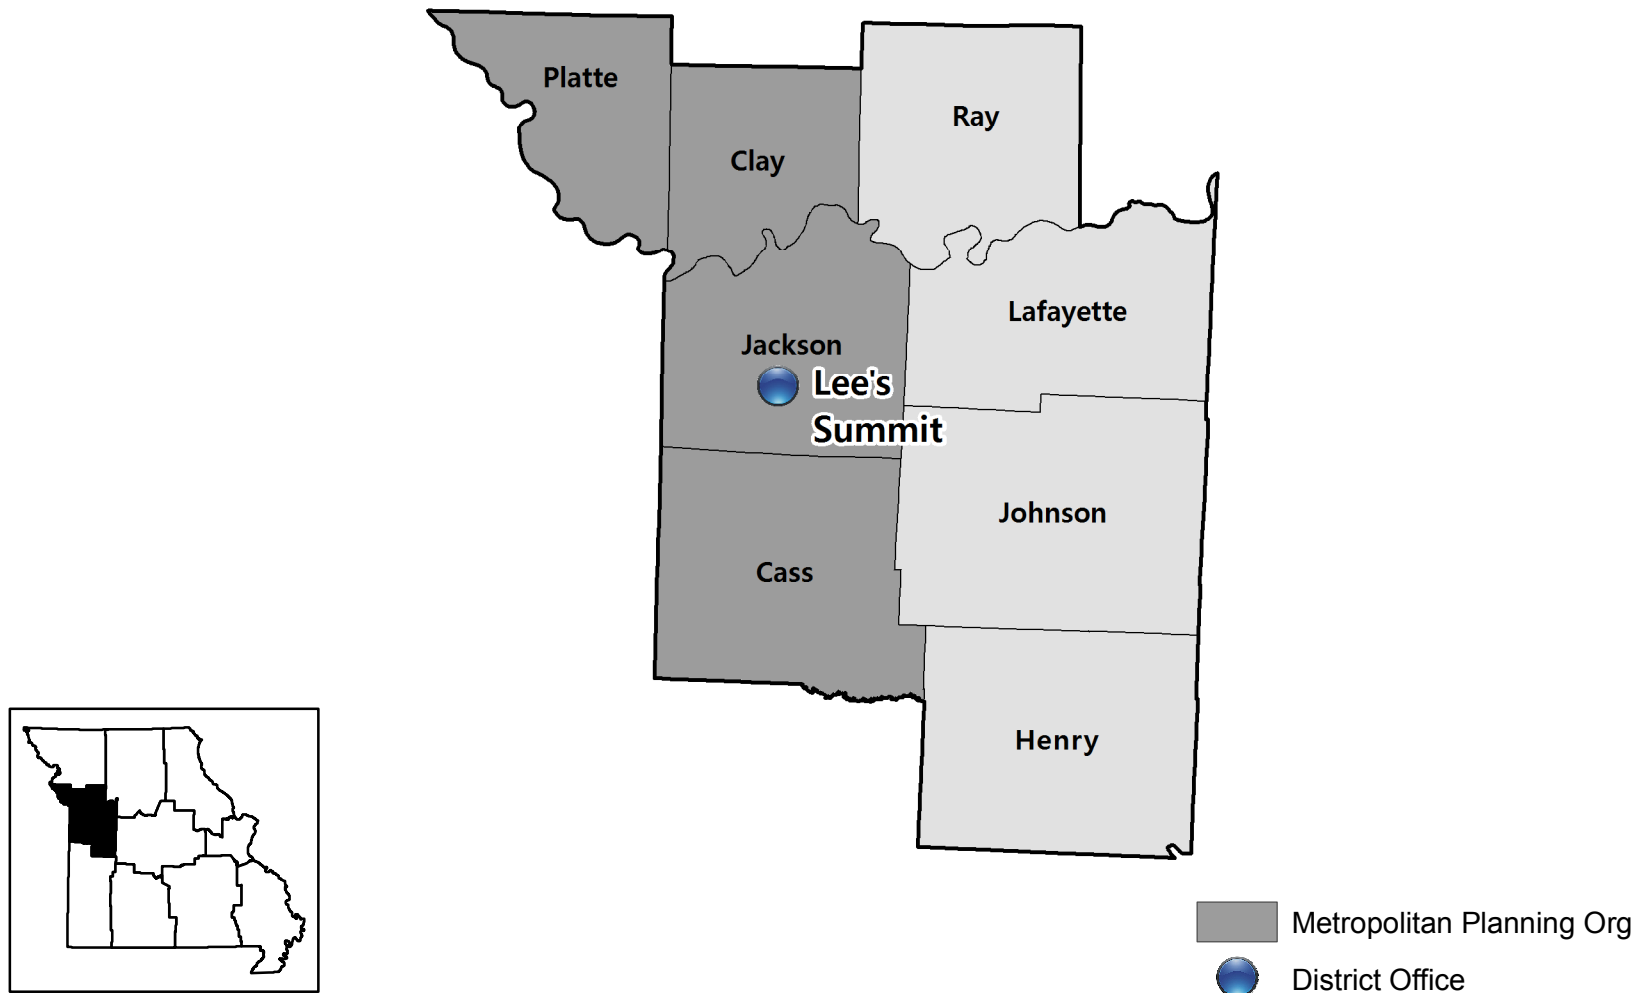 Platte
Ray
Clay
Lafayette
Jackson
Lee's
Summit
Johnson
Cass
Henry
Metropolitan Planning Org
District Office